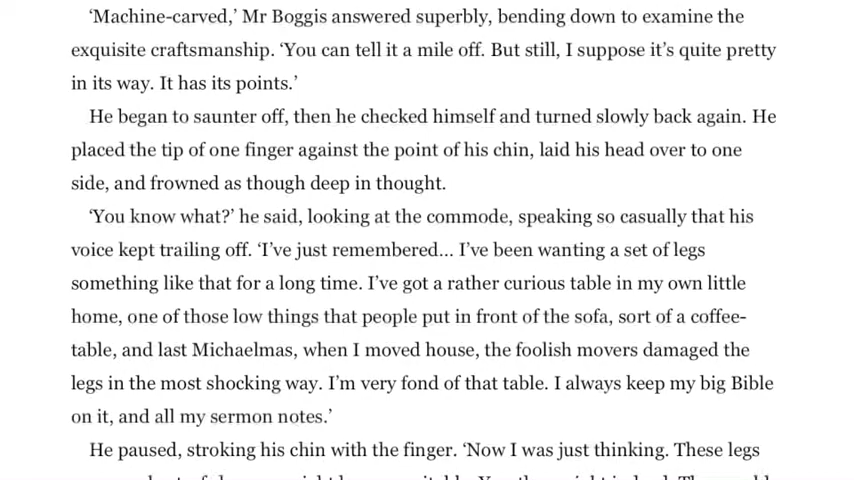 ‘Machine-carved,’ Mr Boggis answered superbly, bending down to examine the
exquisite craftsmanship. ‘You can tell it a mile off. But still, I suppose it’s quite pretty
in its way. It has its points.’
He began to saunter off, then he checked himself and turned slowly back again. He
placed the tip of one finger against the point of his chin, laid his head over to one
side, and frowned as though deep in thought.
‘You know what?’ he said, looking at the commode, speaking so casually that his
voice kept trailing off. ‘I’ve just remembered... I’ve been wanting a set of legs
something like that for a long time. I’ve got a rather curious table in my own little
home, one of those low things that people put in front of the sofa, sort of a coffee-
table, and last Michaelmas, when I moved house, the foolish movers damaged the
legs in the most shocking way. I’m very fond of that table. I always keep my big Bible
on it, and all my sermon notes.’
He paused, stroking his chin with the finger. ‘Now I was just thinking. These legs